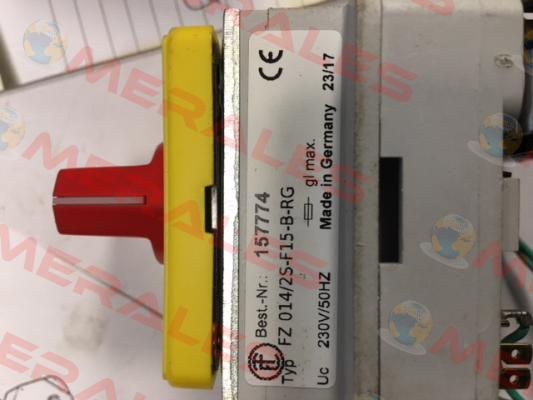 MERALES
Best.-Nr.: 157774
Typ FZ 014/2S-F15-B-RG
gl max.
Uc 230V/50HZ Made in Germany 23/17
CE